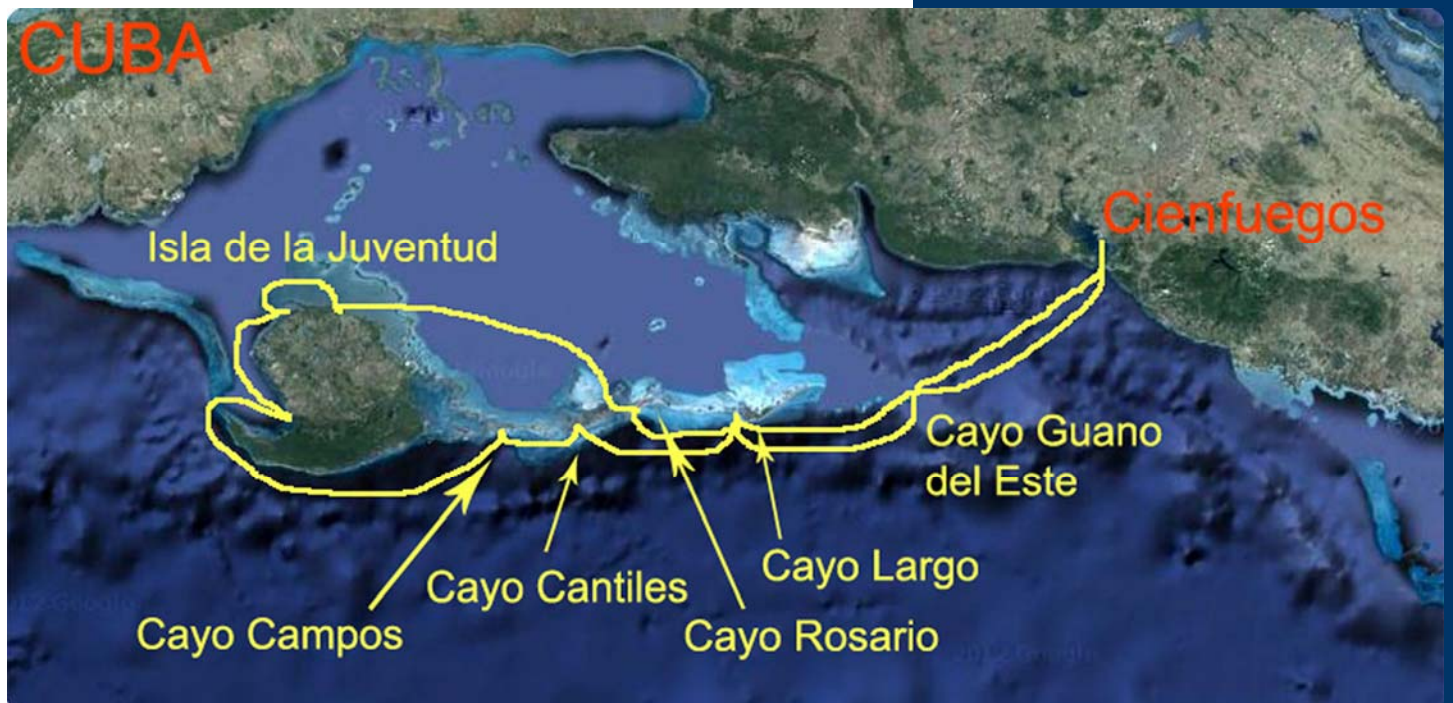 CUBA
Cienfuegos
Isla de la Juventud
Cayo Guano
del Este
Cayo Largo
Cayo Cantiles
Cayo Rosario
Cayo Campos